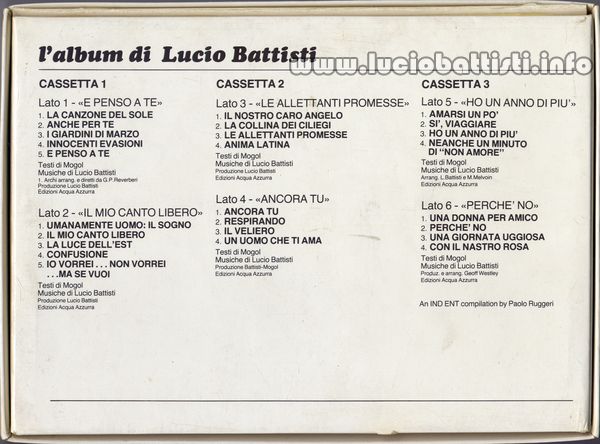 l'album di Lucio Battisti
www.luciobattisti.info
CASSETTA 1
Lato 1 - «E PENSO A TE»
1. LA CANZONE DEL SOLE
2. ANCHE PER TE
3. I GIARDINI DI MARZO
4. INNOCENTI EVASIONI
5. E PENSO A TE
Testi di Mogol
Musiche di Lucio Battisti
1. Archi arrang. e diretti da G.P.Reverberi
Produzione Lucio Battisti
Edizioni Acqua Azzurra
Lato 2 - «IL MIO CANTO LIBERO»
1. UMANAMENTE UOMO: IL SOGNO
2. IL MIO CANTO LIBERO
3. LA LUCE DELL'EST
4. CONFUSIONE
5. IO VORREI . . . NON VORREI
. . . MA SE VUOI
Testi di Mogol
Musiche di Lucio Battisti
Produzione Lucio Battisti
Edizioni Acqua Azzurra
CASSETTA 2
Lato 3 - «LE ALLETTANTI PROMESSE»
1. IL NOSTRO CARO ANGELO
2. LA COLLINA DEI CILIEGI
3. LE ALLETTANTI PROMESSE
4. ANIMA LATINA
Testi di Mogol
Musiche di Lucio Battisti
Produzione Lucio Battisti
Edizioni Acqua Azzurra
Lato 4 - «ANCORA TU»
1. ANCORA TU
2. RESPIRANDO
3. IL VELIERO
4. UN UOMO CHE TI AMA
Testi di Mogol
Musiche di Lucio Battisti
Produz. Battisti-Mogol
Edizioni Acqua Azzurra
CASSETTA 3
Lato 5 - «HO UN ANNO DI PIU'»
1. AMARSI UN PO'
2. SI', VIAGGIARE
3. HO UN ANNO DI PIU'
4. NEANCHE UN MINUTO
DI "NON AMORE"
Testi di Mogol
Musiche di Lucio Battisti
Arrang. L.Battisti e M.Melvoin
Edizioni Acqua Azzurra
Lato 6 - «PERCHE' NO»
1. UNA DONNA PER AMICO
2. PERCHE' NO
3. UNA GIORNATA UGGIOSA
4. CON IL NASTRO ROSA
Testi di Mogol
Musiche di Lucio Battisti
Produz. e arrang. Geoff Westley
Edizioni Acqua Azzurra
An IND ENT compilation by Paolo Ruggeri